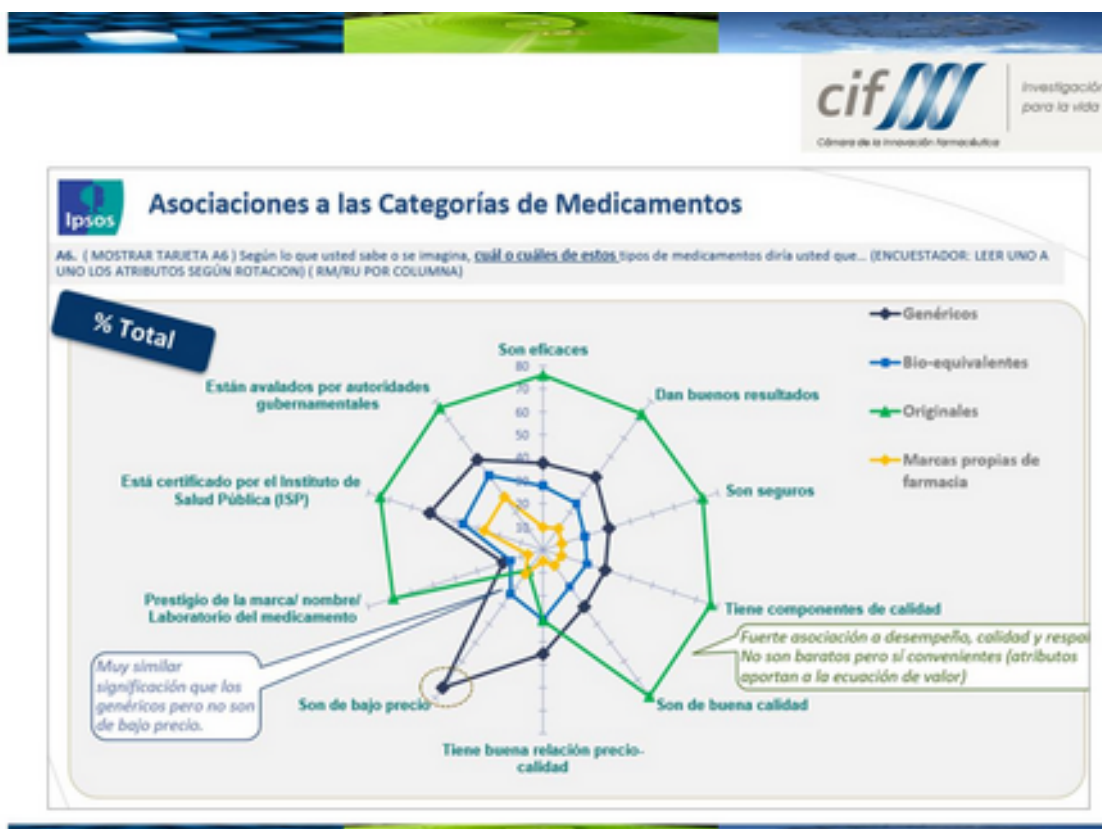 cif
Investigación
para la vida
Cámara de la Innovación Farmacéutica
Ipsos
Asociaciones a las Categorías de Medicamentos
A6. ( MOSTRAR TARJETA A6 ) Según lo que usted sabe o se imagina, cuál o cuáles de estos tipos de medicamentos diría usted que... (ENCUESTADOR: LEER UNO A
UNO LOS ATRIBUTOS SEGÚN ROTACION) ( RM/RU POR COLUMNA)
% Total
Genéricos
Bio-equivalentes
Originales
Marcas propias de
farmacia
Son eficaces
80
70
60
50
40
30
20
10
Dan buenos resultados
Son seguros
Tiene componentes de calidad
Son de buena calidad
Tiene buena relación precio-
calidad
Son de bajo precio
Prestigio de la marca/ nombre/
Laboratorio del medicamento
Está certificado por el Instituto de
Salud Pública (ISP)
Están avalados por autoridades
gubernamentales
Muy similar
significación que los
genéricos pero no son
de bajo precio.
Fuerte asociación a desempeño, calidad y respal
No son baratos pero sí convenientes (atributos
aportan a la ecuación de valor)